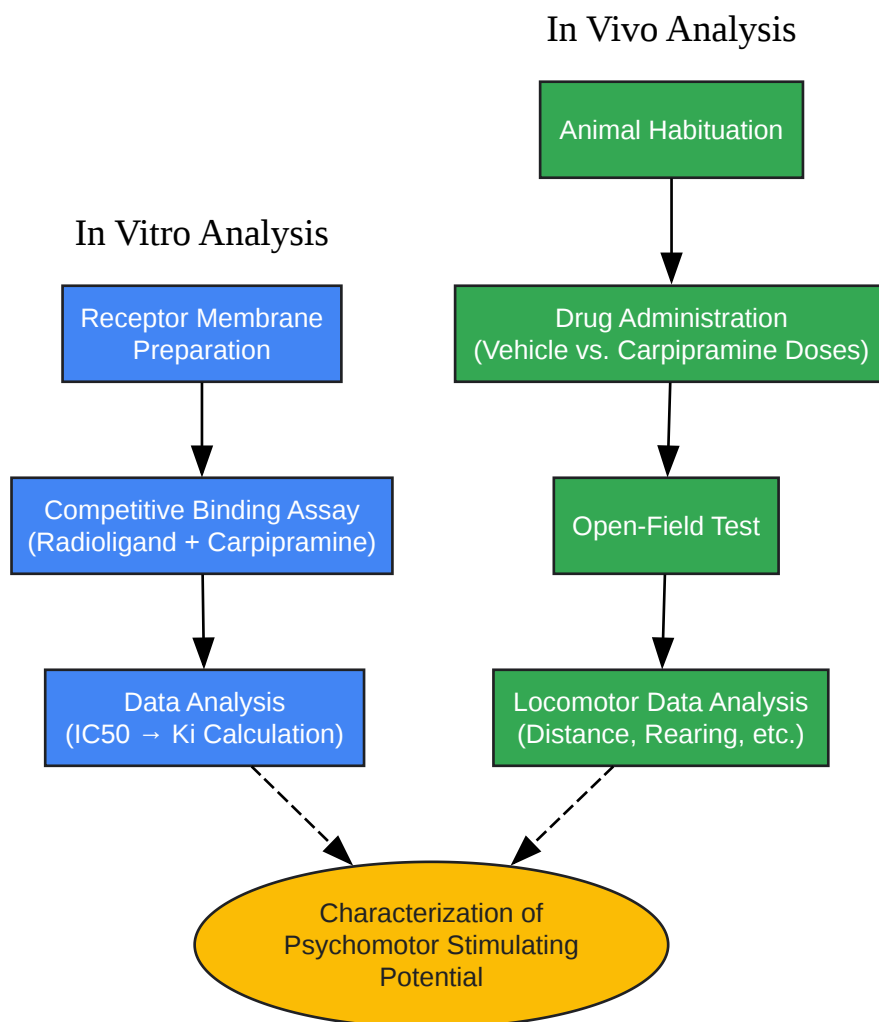 In Vivo Analysis
Animal Habituation
Drug Administration
(Vehicle vs. Carpipramine Doses)
Open-Field Test
Locomotor Data Analysis
(Distance, Rearing, etc.)
In Vitro Analysis
Receptor Membrane
Preparation
Competitive Binding Assay
(Radioligand + Carpipramine)
Data Analysis
(IC50 → Ki Calculation)
Characterization of
Psychomotor Stimulating
Potential